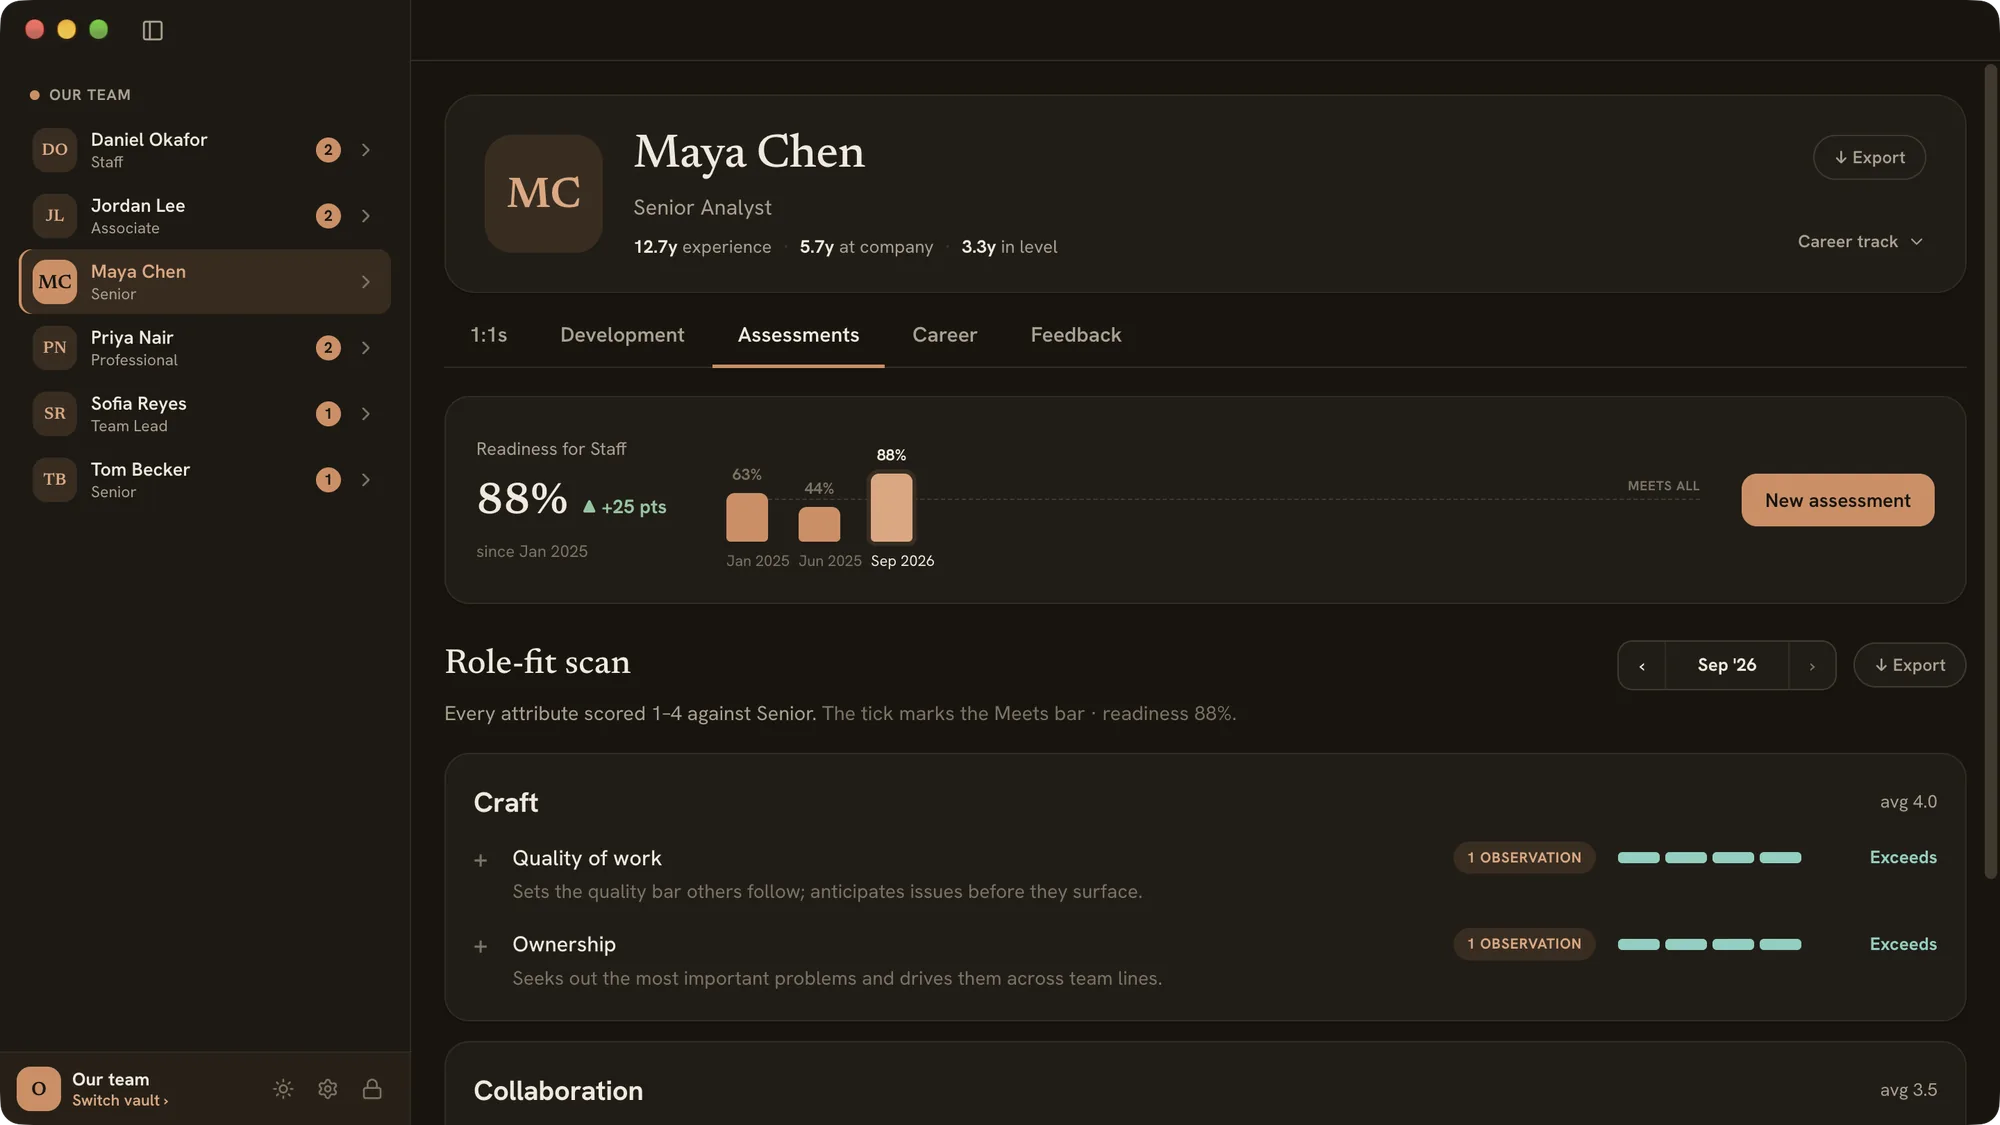 OUR TEAM
DO
Daniel Okafor
Staff
2
JL
Jordan Lee
Associate
2
MC
Maya Chen
Senior
PN
Priya Nair
Professional
2
SR
Sofia Reyes
Team Lead
1
TB
Tom Becker
Senior
1
O
Our team
Switch vault ›
MC
Maya Chen
Senior Analyst
12.7y experience · 5.7y at company · 3.3y in level
↓ Export
Career track
1:1s Development Assessments Career Feedback
Readiness for Staff
88% ▲ +25 pts
since Jan 2025
63%
44%
88%
MEETS ALL
Jan 2025 Jun 2025 Sep 2026
New assessment
Role-fit scan
‹ Sep '26 ›
↓ Export
Every attribute scored 1–4 against Senior. The tick marks the Meets bar · readiness 88%.
Craft
avg 4.0
+ Quality of work
1 OBSERVATION
Exceeds
Sets the quality bar others follow; anticipates issues before they surface.
+ Ownership
1 OBSERVATION
Exceeds
Seeks out the most important problems and drives them across team lines.
Collaboration
avg 3.5